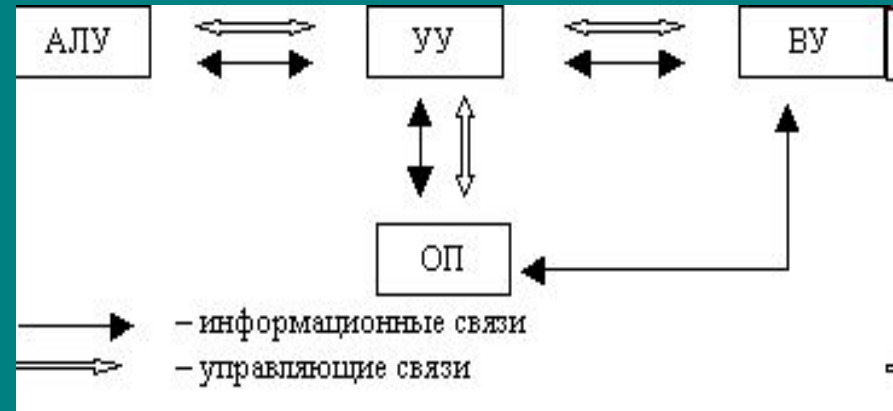 АЛУ УУ ВУ
ОП
– информационные связи
– управляющие связи